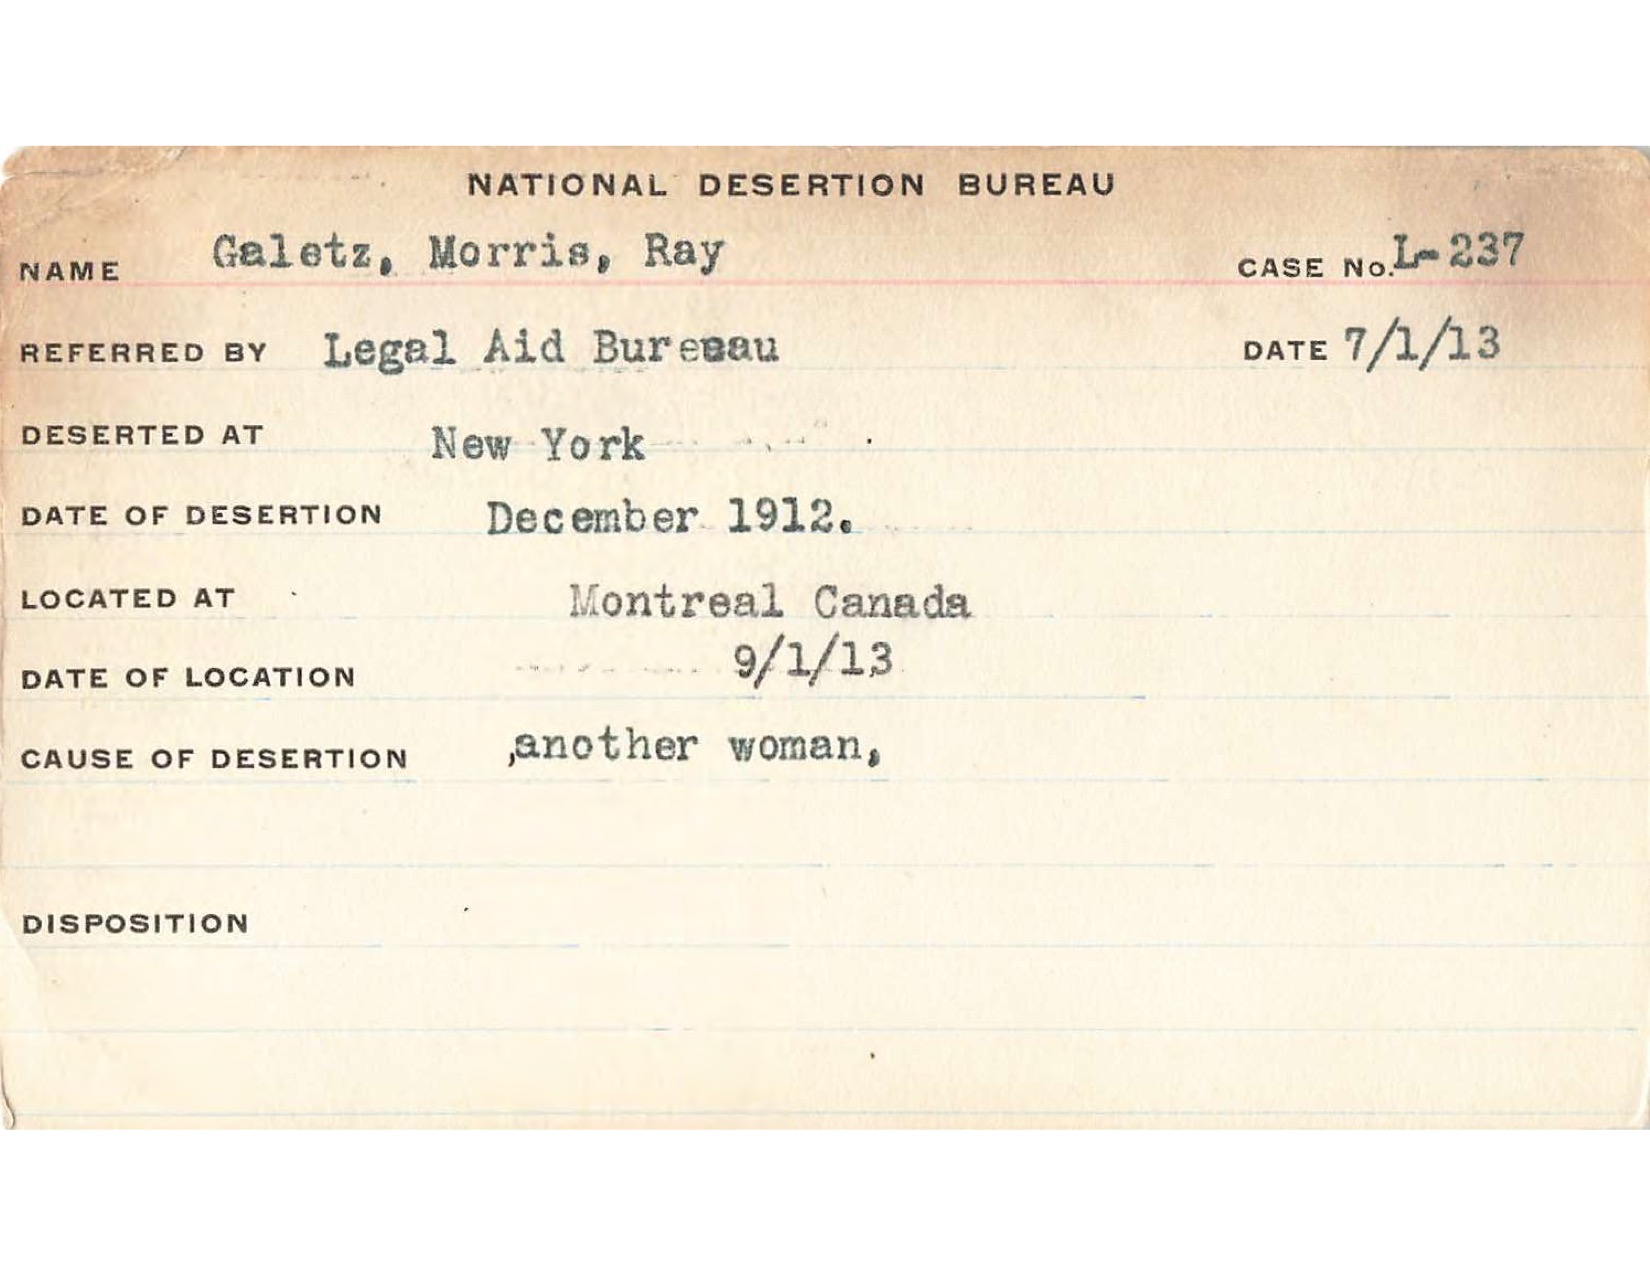 NATIONAL DESERTION BUREAU
NAME Galetz, Morris, Ray CASE No. L-237
REFERRED BY Legal Aid Bureaau DATE 7/1/13
DESERTED AT New York
DATE OF DESERTION December 1912.
LOCATED AT Montreal Canada
DATE OF LOCATION 9/1/13
CAUSE OF DESERTION ,another woman,
DISPOSITION